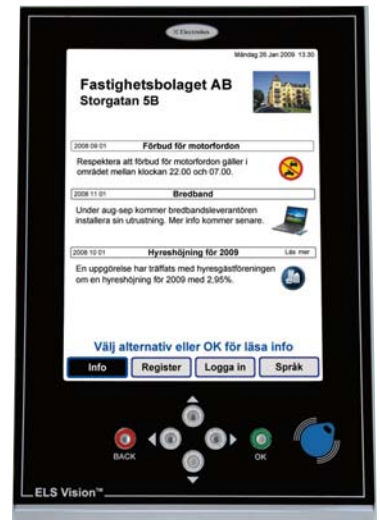 Electrolux
Måndag 26 Jan 2009 13.30
Fastighetsbolaget AB
Storgatan 5B
2008 09 01 Förbud för motorfordon
Respektera att förbud för motorfordon gäller i
området mellan klockan 22.00 och 07.00.
2008 11 01 Bredband
Under aug-sep kommer bredbandsleverantören
installera sin utrustning. Mer info kommer senare.
2008 10 01 Hyreshöjning för 2009 Läs mer
En uppgörelse har träffats med hyresgästföreningen
om en hyreshöjning för 2009 med 2,95%.
Välj alternativ eller OK för läsa info
Info Register Logga in Språk
BACK OK
ELS Vision™